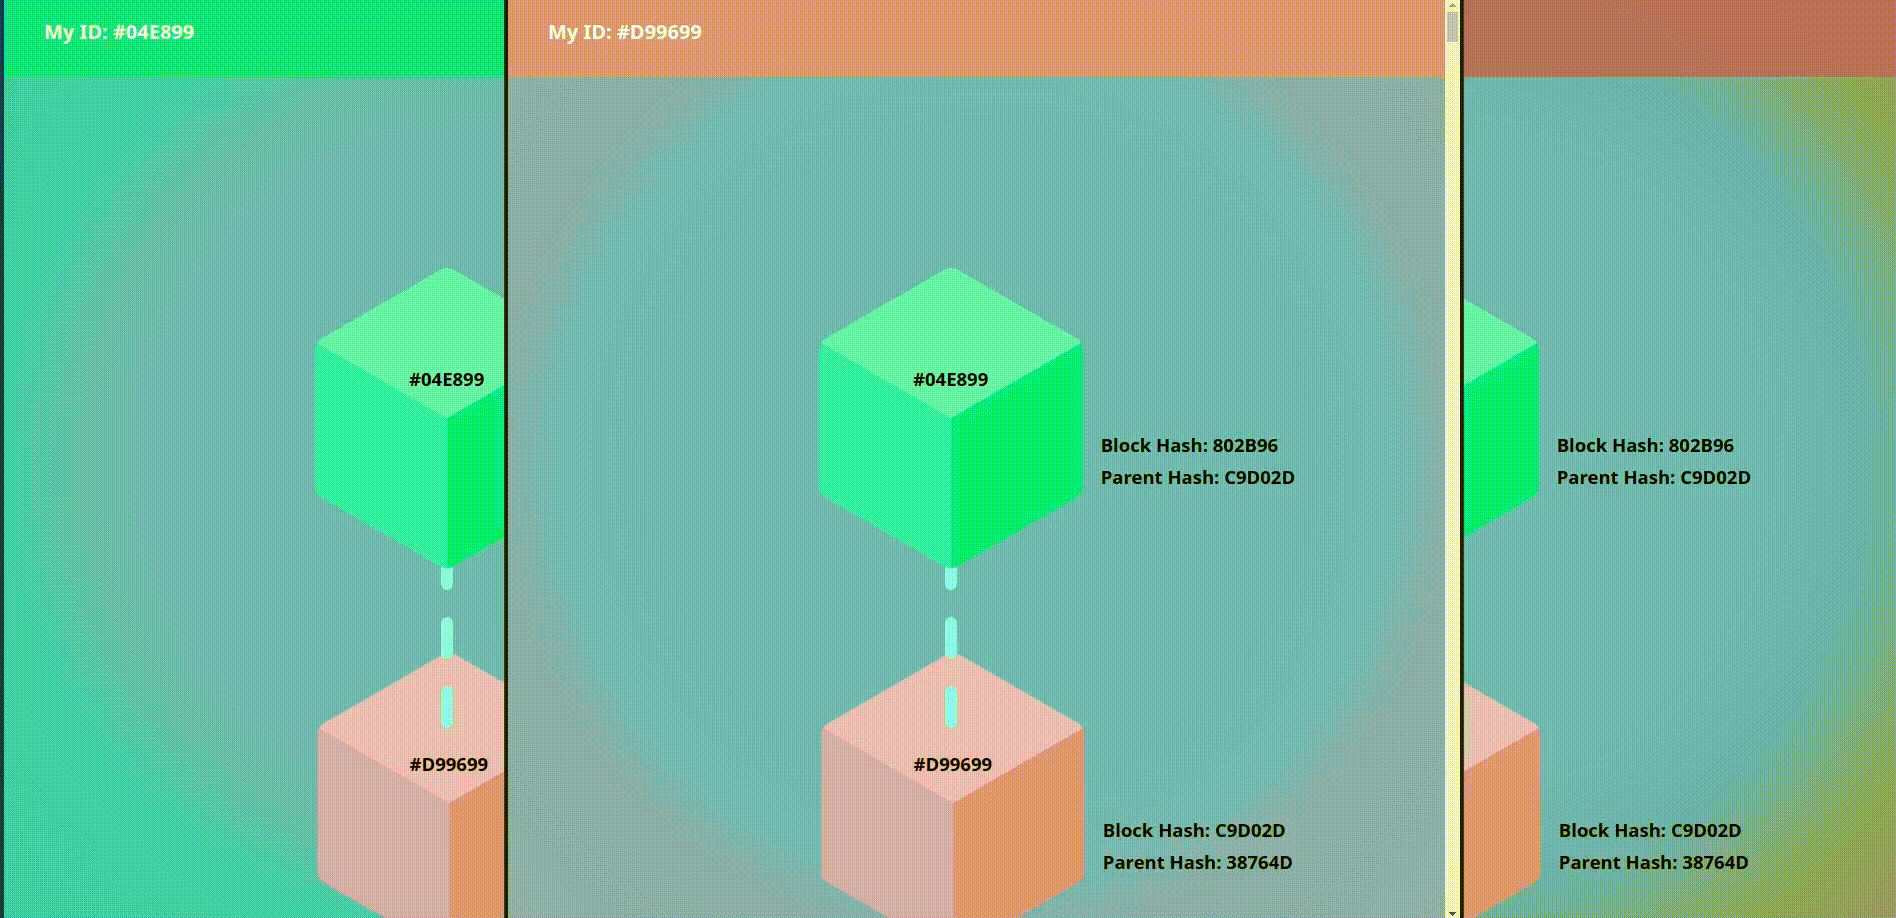 My ID: #04E899
#04E899
#D99699
My ID: #D99699
#04E899
Block Hash: 802B96
Parent Hash: C9D02D
#D99699
Block Hash: C9D02D
Parent Hash: 38764D
Block Hash: 802B96
Parent Hash: C9D02D
Block Hash: C9D02D
Parent Hash: 38764D